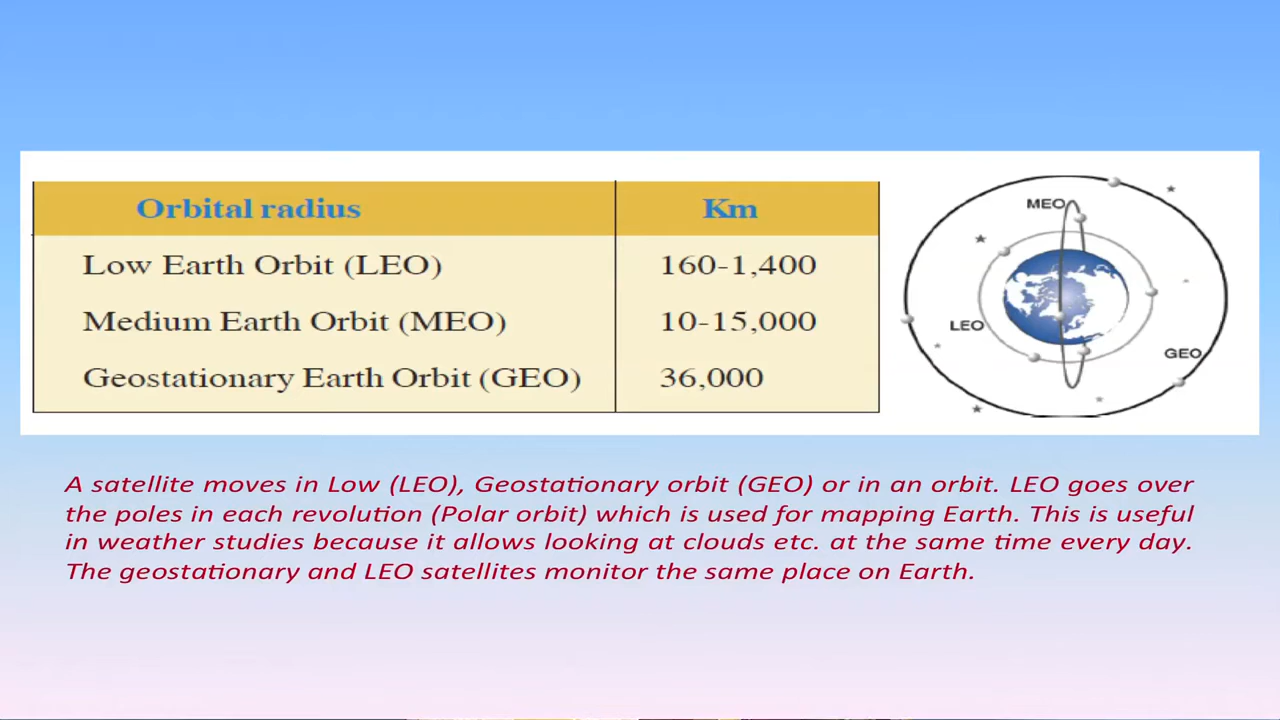 Orbital radius Km
Low Earth Orbit (LEO) 160-1,400
Medium Earth Orbit (MEO) 10-15,000
Geostationary Earth Orbit (GEO) 36,000
MEO
LEO
GEO
A satellite moves in Low (LEO), Geostationary orbit (GEO) or in an orbit. LEO goes over
the poles in each revolution (Polar orbit) which is used for mapping Earth. This is useful
in weather studies because it allows looking at clouds etc. at the same time every day.
The geostationary and LEO satellites monitor the same place on Earth.